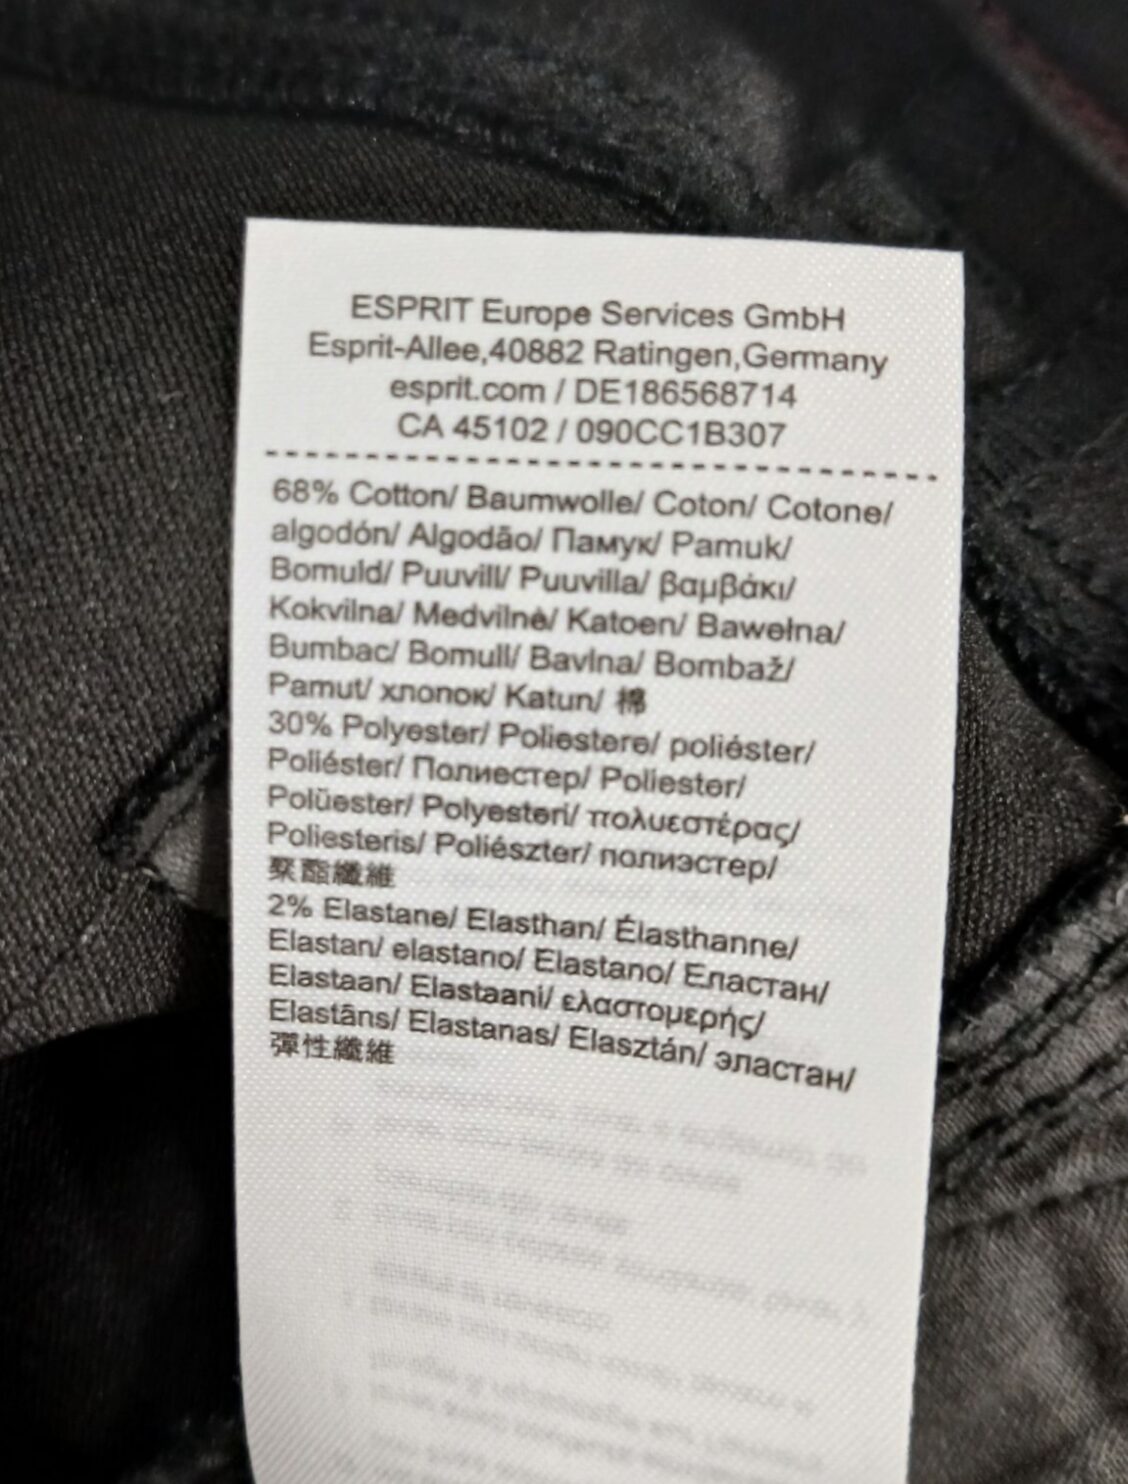 ESPRIT Europe Services GmbH
Esprit-Allee,40882 Ratingen,Germany
esprit.com / DE186568714
CA 45102 / 090CC1B307
68% Cotton/ Baumwolle/ Coton/ Cotone/
algodón/ Algodão/ Памук/ Pamuk/
Bomuld/ Puuvill/ Puuvilla/ βαμβάκι/
Kokvilna/ Medvilnė/ Katoen/ Bawełna/
Bumbac/ Bomull/ Bavlna/ Bombaž/
Pamut/ хлопок/ Katun/ 棉
30% Polyester/ Poliestere/ poliéster/
Poliéster/ Полиестер/ Poliester/
Polüester/ Polyesteri/ πολυεστέρας/
Poliesteris/ Poliészter/ полиэстер/
聚酯纖維
2% Elastane/ Elasthan/ Élasthanne/
Elastan/ elastano/ Elastano/ Еластан/
Elastaan/ Elastaani/ ελαστομερής/
Elastāns/ Elastanas/ Elasztán/ эластан/
彈性纖維